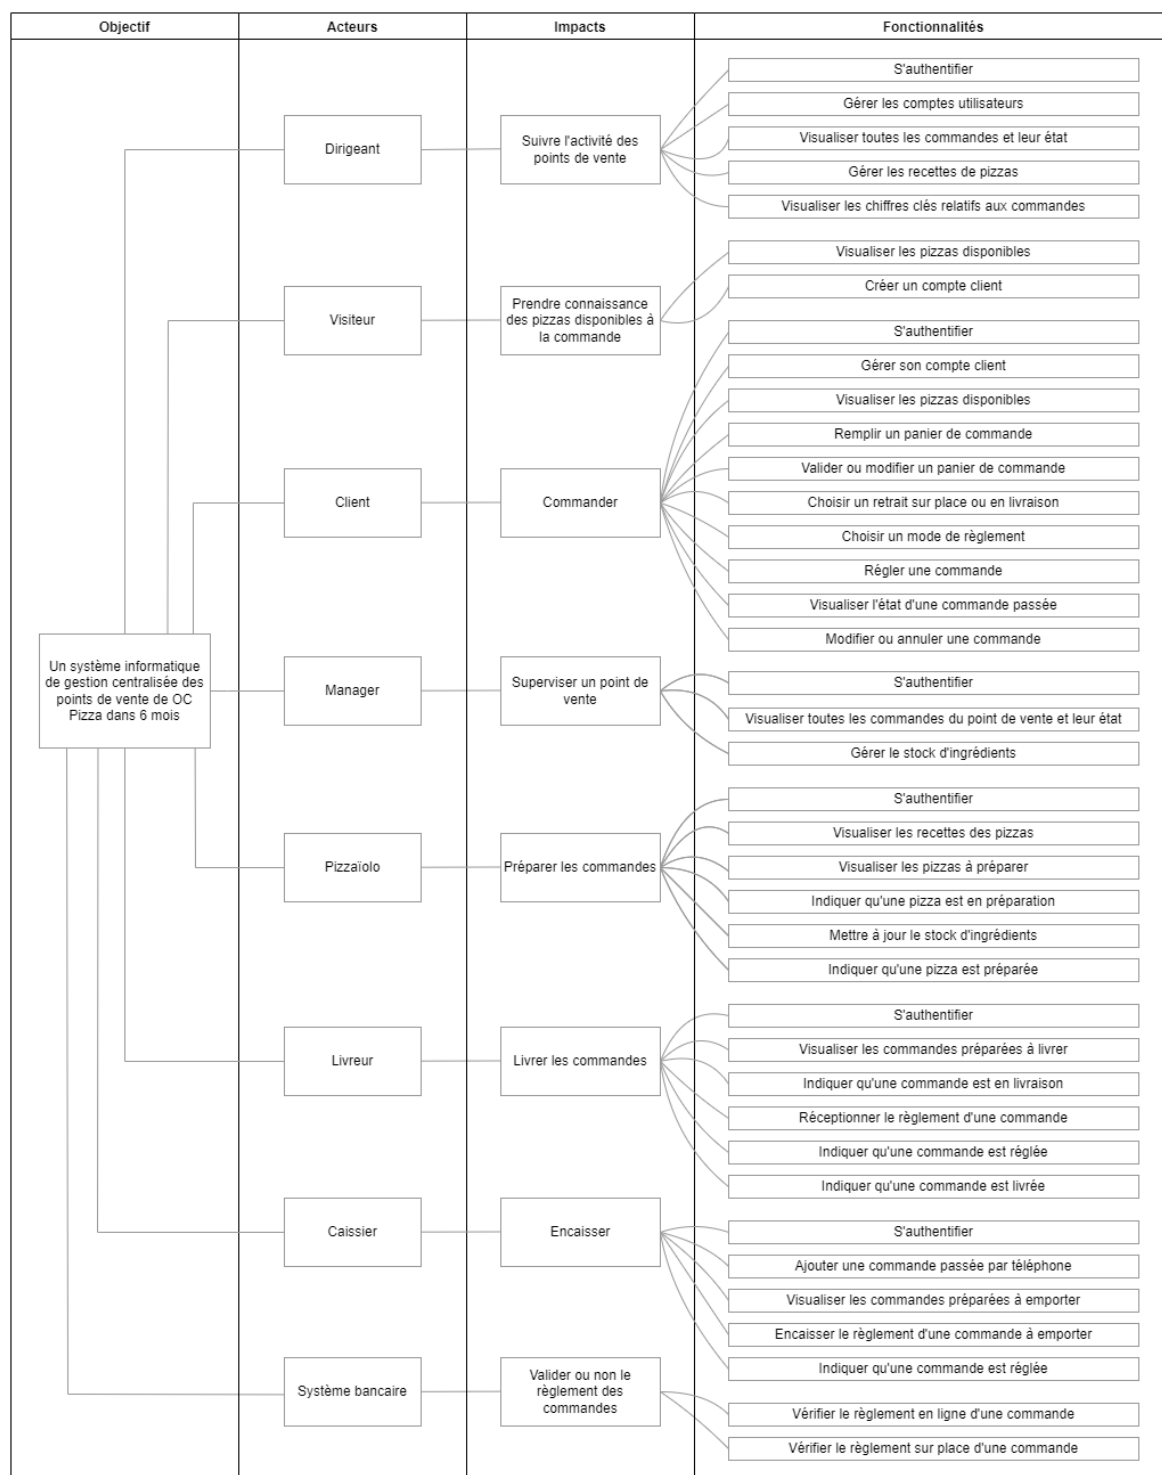 Objectif
Acteurs
Impacts
Fonctionnalités
Un système informatique
de gestion centralisée des
points de vente de OC
Pizza dans 6 mois
Dirigeant
Suivre l'activité des
points de vente
S'authentifier
Gérer les comptes utilisateurs
Visualiser toutes les commandes et leur état
Gérer les recettes de pizzas
Visualiser les chiffres clés relatifs aux commandes
Visiteur
Prendre connaissance
des pizzas disponibles à
la commande
Visualiser les pizzas disponibles
Créer un compte client
Client
Commander
S'authentifier
Gérer son compte client
Visualiser les pizzas disponibles
Remplir un panier de commande
Valider ou modifier un panier de commande
Choisir un retrait sur place ou en livraison
Choisir un mode de règlement
Régler une commande
Visualiser l'état d'une commande passée
Modifier ou annuler une commande
Manager
Superviser un point de
vente
S'authentifier
Visualiser toutes les commandes du point de vente et leur état
Gérer le stock d'ingrédients
Pizzaïolo
Préparer les commandes
S'authentifier
Visualiser les recettes des pizzas
Visualiser les pizzas à préparer
Indiquer qu'une pizza est en préparation
Mettre à jour le stock d'ingrédients
Indiquer qu'une pizza est préparée
Livreur
Livrer les commandes
S'authentifier
Visualiser les commandes préparées à livrer
Indiquer qu'une commande est en livraison
Réceptionner le règlement d'une commande
Indiquer qu'une commande est réglée
Indiquer qu'une commande est livrée
Caissier
Encaisser
S'authentifier
Ajouter une commande passée par téléphone
Visualiser les commandes préparées à emporter
Encaisser le règlement d'une commande à emporter
Indiquer qu'une commande est réglée
Système bancaire
Valider ou non le
règlement des
commandes
Vérifier le règlement en ligne d'une commande
Vérifier le règlement sur place d'une commande